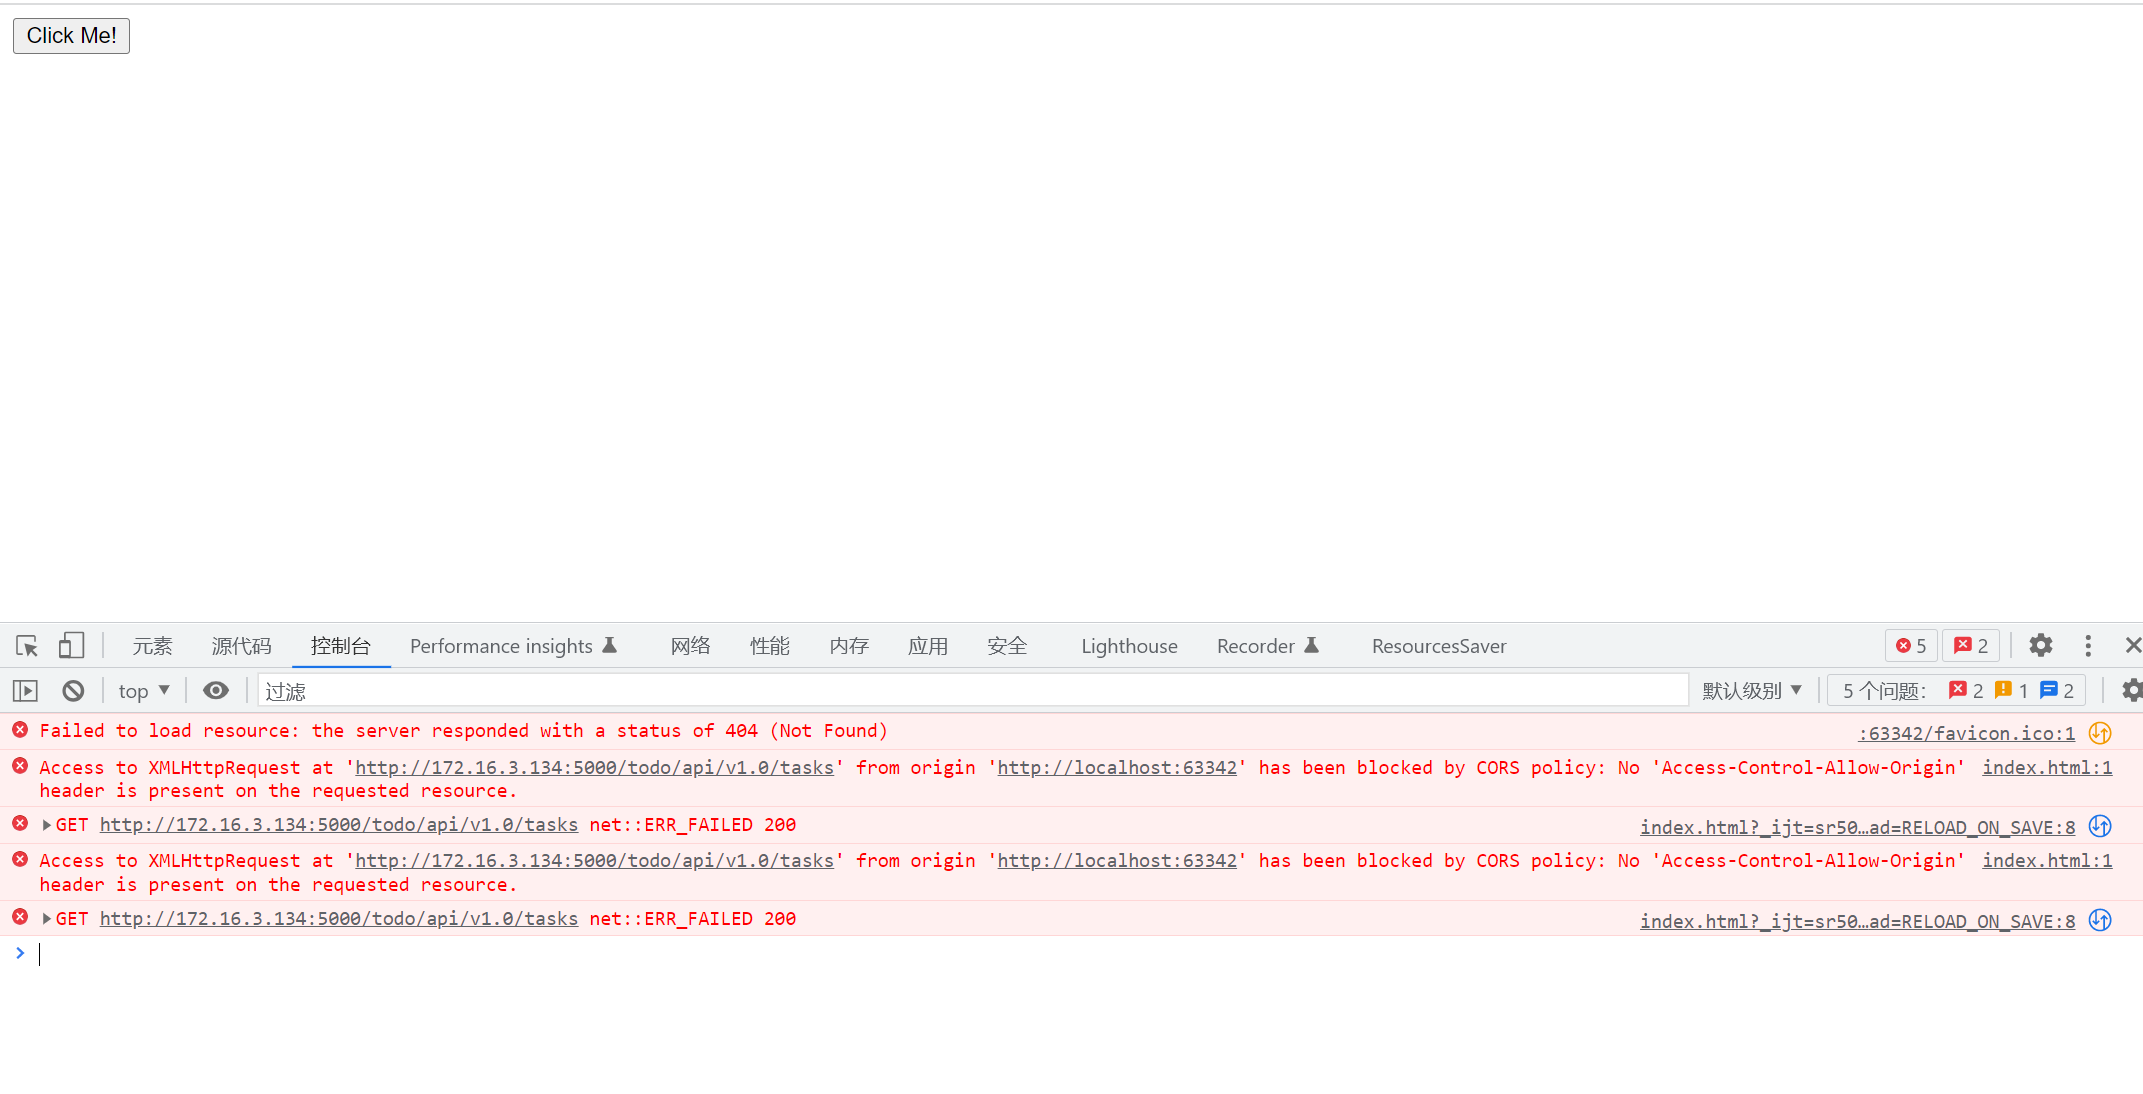 Click Me!
元素 源代码 控制台 Performance insights 网络 性能 内存 应用 安全 Lighthouse Recorder ResourcesSaver 5 2
top 过滤 默认级别 5 个问题: 2 1 2
Failed to load resource: the server responded with a status of 404 (Not Found) :63342/favicon.ico:1
Access to XMLHttpRequest at 'http://172.16.3.134:5000/todo/api/v1.0/tasks' from origin 'http://localhost:63342' has been blocked by CORS policy: No 'Access-Control-Allow-Origin' index.html:1
header is present on the requested resource.
GET http://172.16.3.134:5000/todo/api/v1.0/tasks net::ERR_FAILED 200 index.html?_ijt=sr50…ad=RELOAD_ON_SAVE:8
Access to XMLHttpRequest at 'http://172.16.3.134:5000/todo/api/v1.0/tasks' from origin 'http://localhost:63342' has been blocked by CORS policy: No 'Access-Control-Allow-Origin' index.html:1
header is present on the requested resource.
GET http://172.16.3.134:5000/todo/api/v1.0/tasks net::ERR_FAILED 200 index.html?_ijt=sr50…ad=RELOAD_ON_SAVE:8